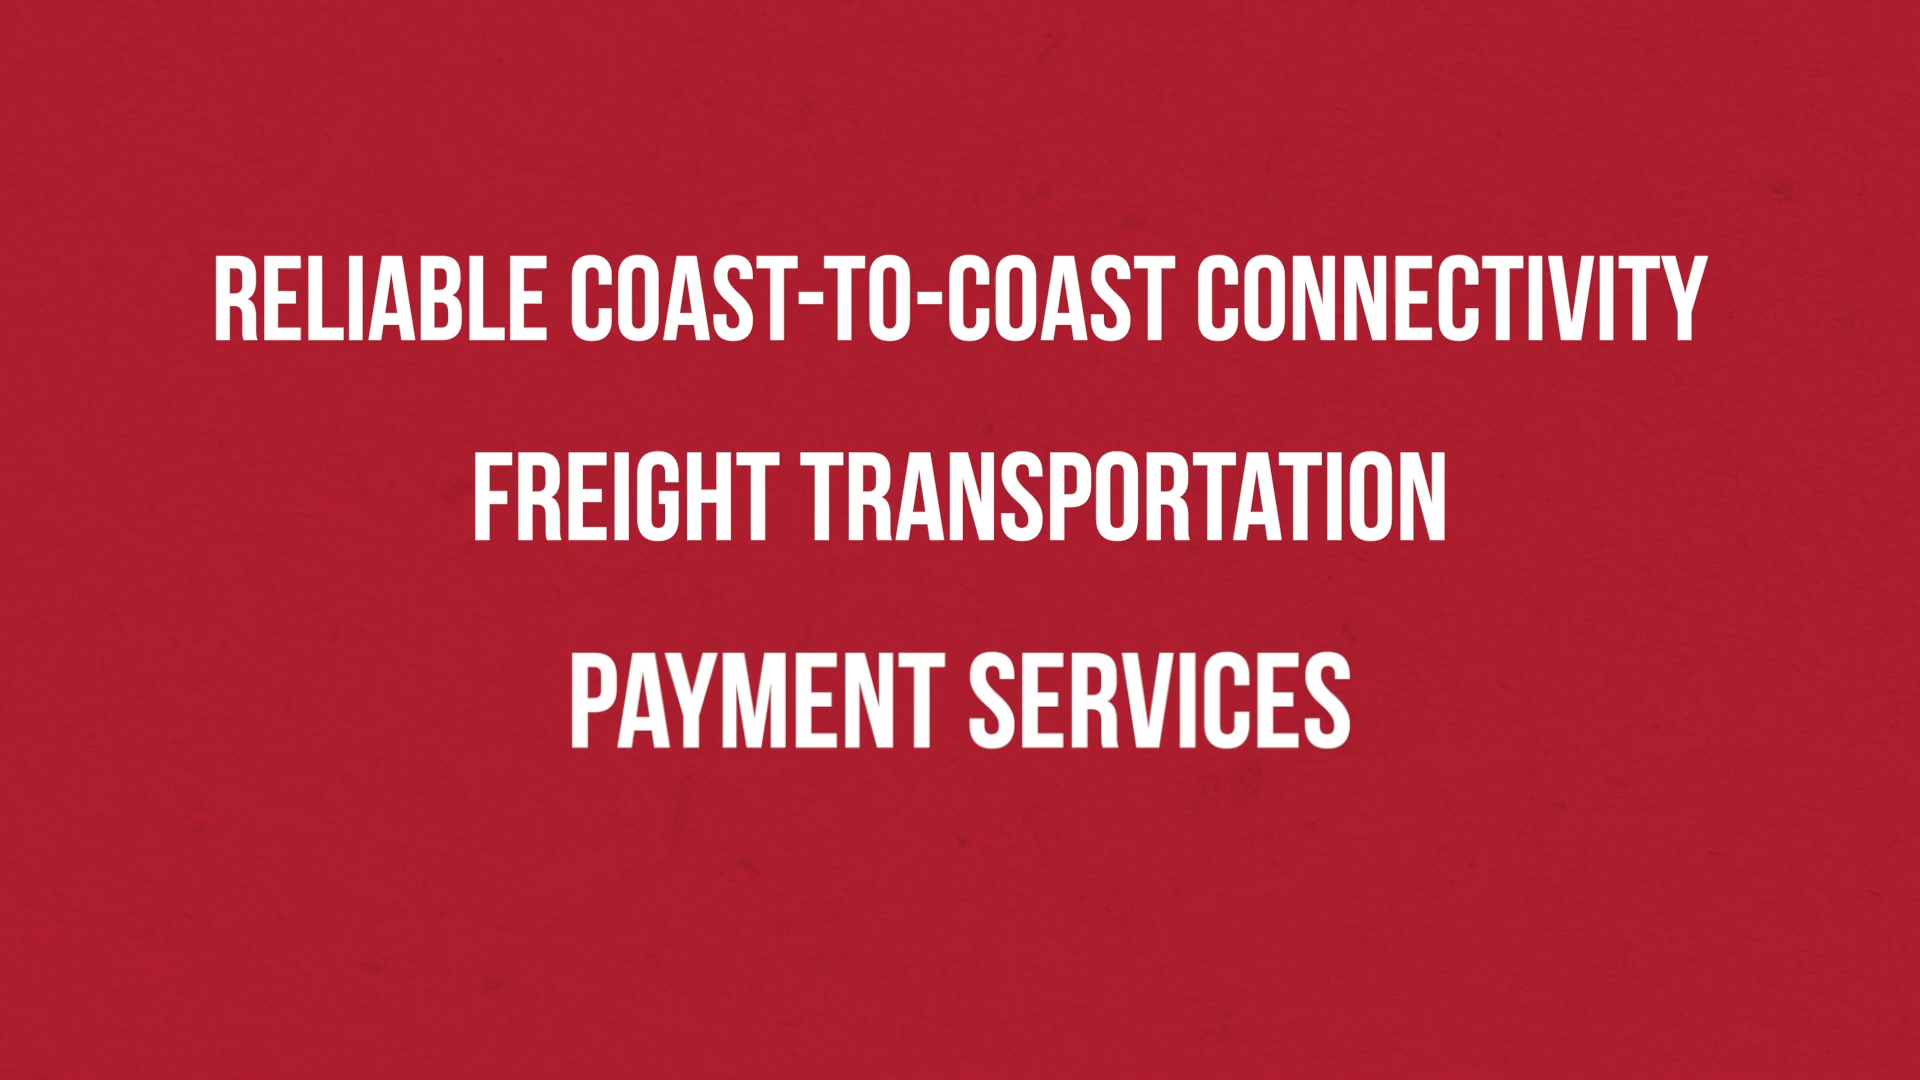 RELIABLE COAST-TO-COAST CONNECTIVITY
FREIGHT TRANSPORTATION
PAYMENT SERVICES